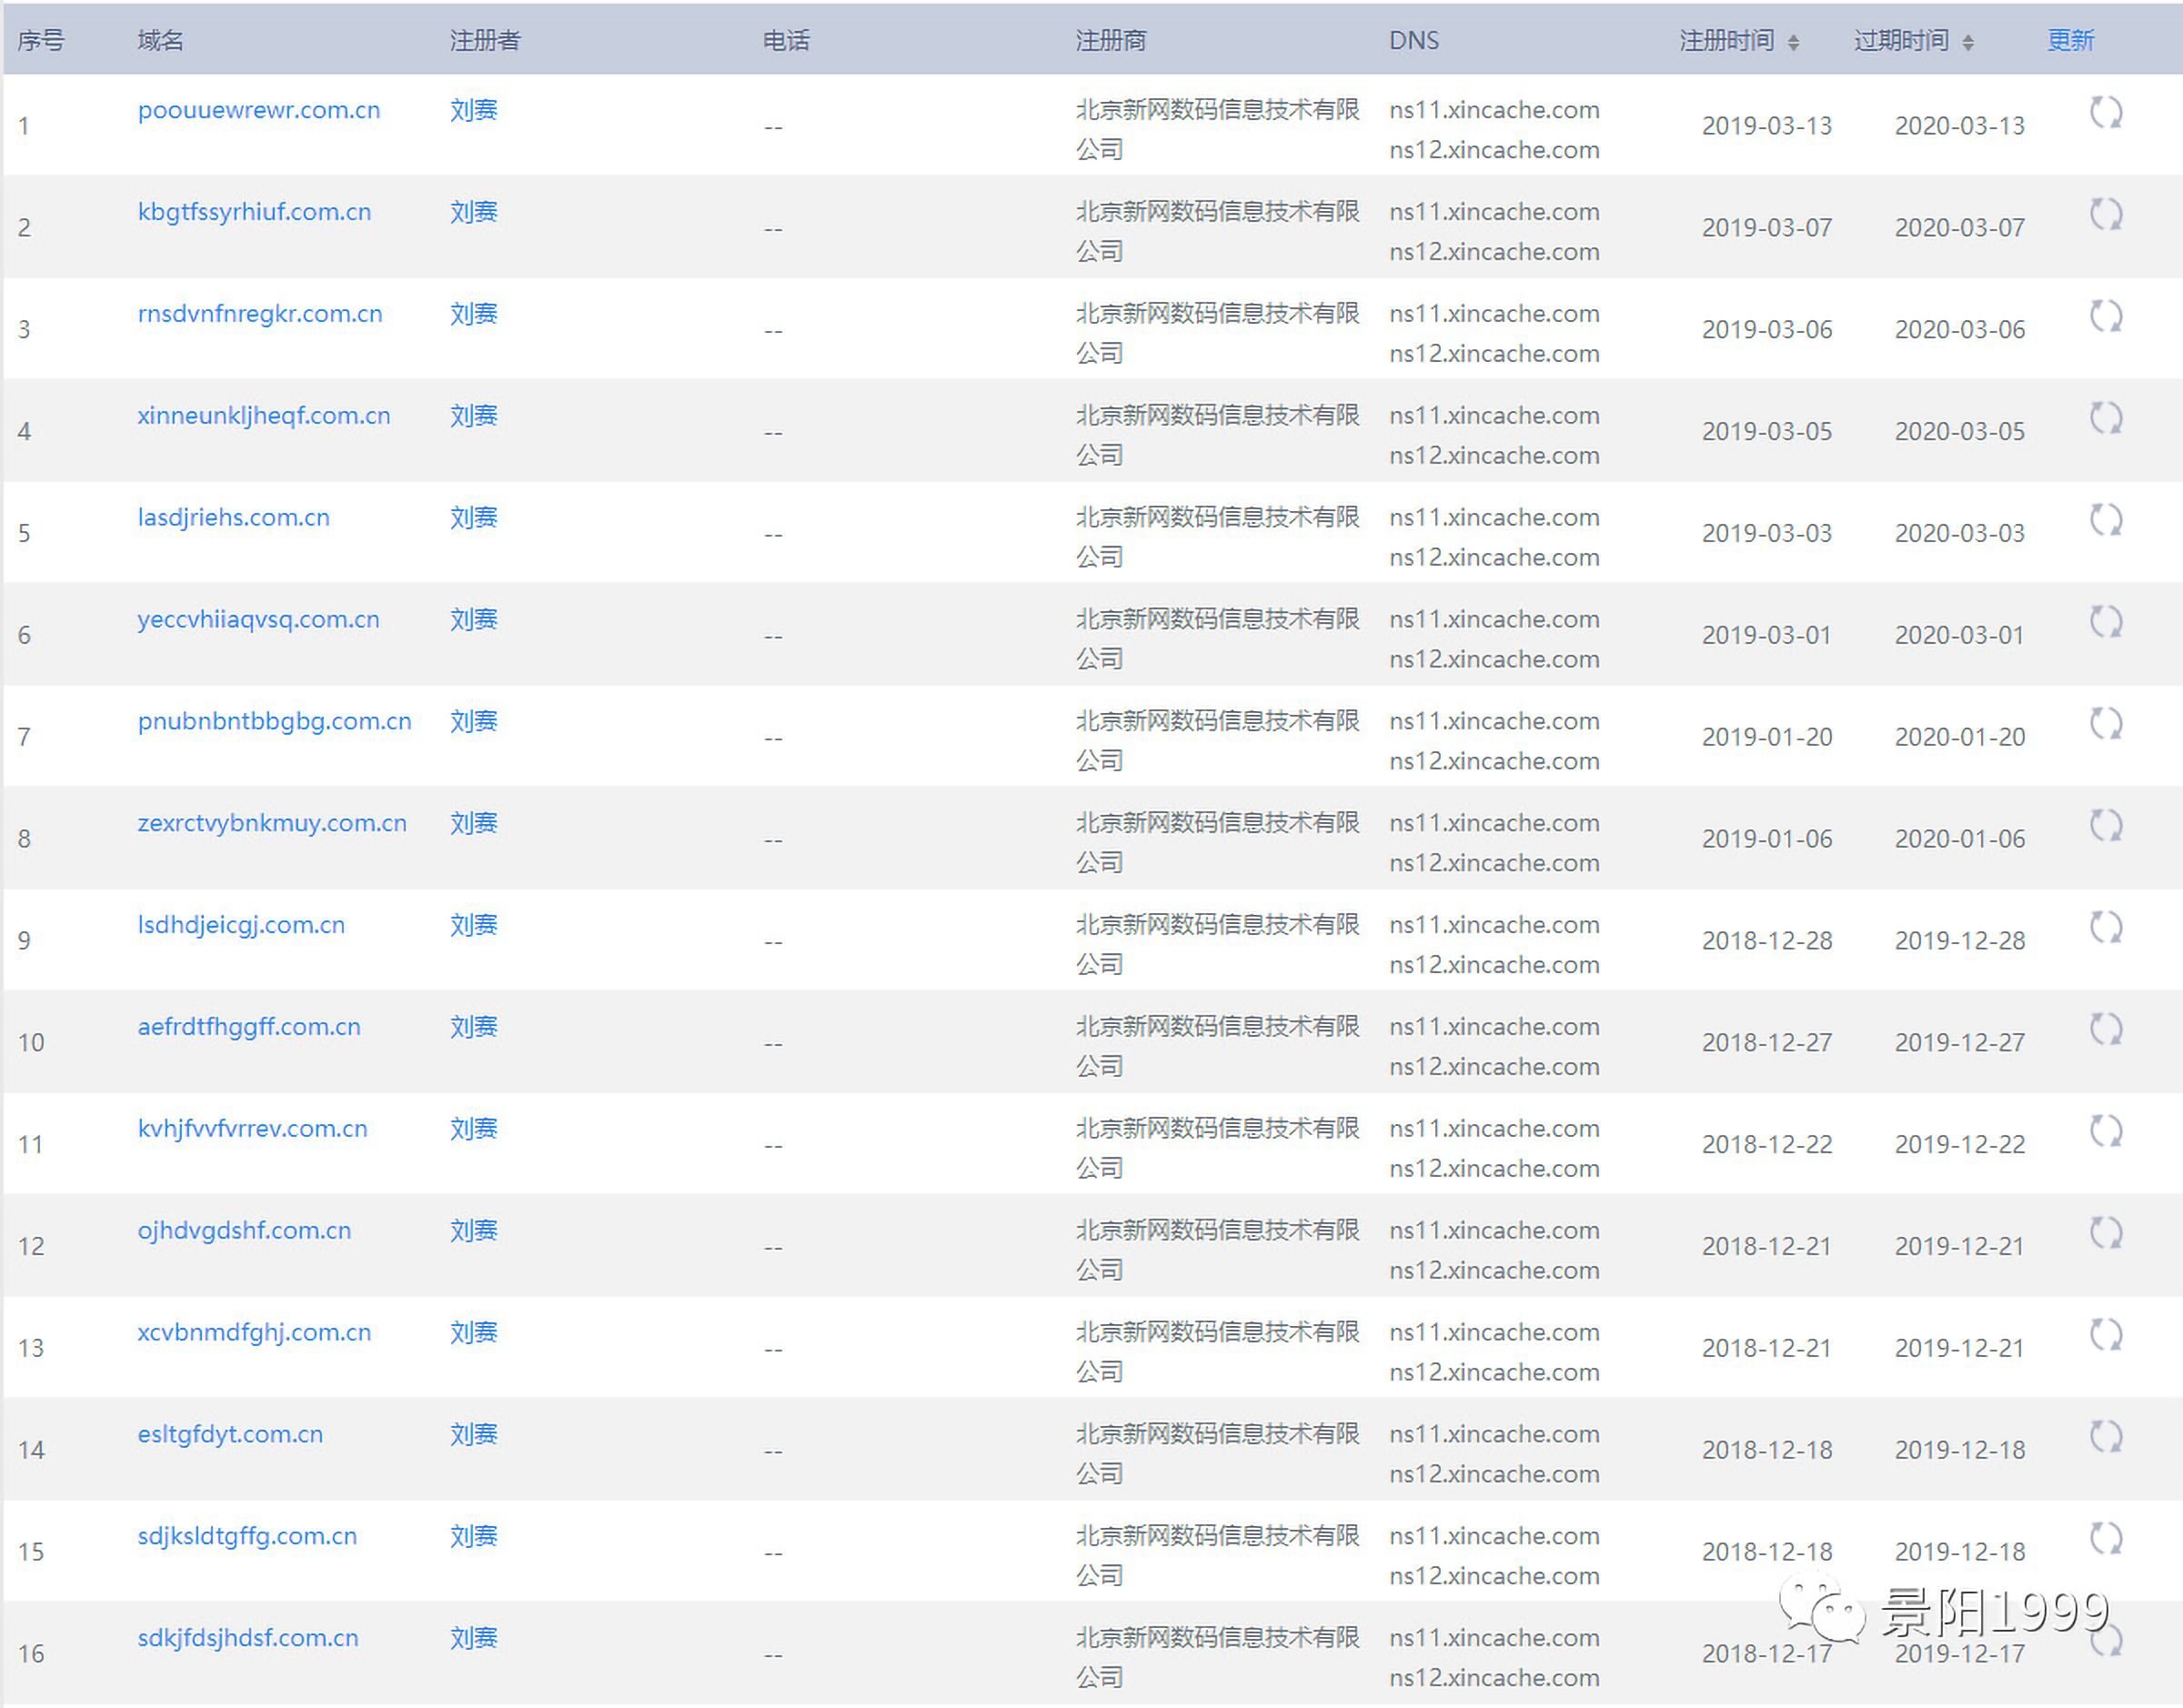 序号 域名 注册者 电话 注册商 DNS 注册时间 过期时间 更新
1 poouuewrewr.com.cn 刘赛 -- 北京新网数码信息技术有限 ns11.xincache.com 2019-03-13 2020-03-13
公司 ns12.xincache.com
2 kbgtfssyrhiuf.com.cn 刘赛 -- 北京新网数码信息技术有限 ns11.xincache.com 2019-03-07 2020-03-07
公司 ns12.xincache.com
3 rnsdvnfnregkr.com.cn 刘赛 -- 北京新网数码信息技术有限 ns11.xincache.com 2019-03-06 2020-03-06
公司 ns12.xincache.com
4 xinneunkljheqf.com.cn 刘赛 -- 北京新网数码信息技术有限 ns11.xincache.com 2019-03-05 2020-03-05
公司 ns12.xincache.com
5 lasdjriehs.com.cn 刘赛 -- 北京新网数码信息技术有限 ns11.xincache.com 2019-03-03 2020-03-03
公司 ns12.xincache.com
6 yeccvhiiaqvsq.com.cn 刘赛 -- 北京新网数码信息技术有限 ns11.xincache.com 2019-03-01 2020-03-01
公司 ns12.xincache.com
7 pnubnbntbbgbg.com.cn 刘赛 -- 北京新网数码信息技术有限 ns11.xincache.com 2019-01-20 2020-01-20
公司 ns12.xincache.com
8 zexrctvybnkmuy.com.cn 刘赛 -- 北京新网数码信息技术有限 ns11.xincache.com 2019-01-06 2020-01-06
公司 ns12.xincache.com
9 lsdhdjeicgj.com.cn 刘赛 -- 北京新网数码信息技术有限 ns11.xincache.com 2018-12-28 2019-12-28
公司 ns12.xincache.com
10 aefrdtfhggff.com.cn 刘赛 -- 北京新网数码信息技术有限 ns11.xincache.com 2018-12-27 2019-12-27
公司 ns12.xincache.com
11 kvhjfvvfvrrev.com.cn 刘赛 -- 北京新网数码信息技术有限 ns11.xincache.com 2018-12-22 2019-12-22
公司 ns12.xincache.com
12 ojhdvgdshf.com.cn 刘赛 -- 北京新网数码信息技术有限 ns11.xincache.com 2018-12-21 2019-12-21
公司 ns12.xincache.com
13 xcvbnmdfghj.com.cn 刘赛 -- 北京新网数码信息技术有限 ns11.xincache.com 2018-12-21 2019-12-21
公司 ns12.xincache.com
14 esltgfdyt.com.cn 刘赛 -- 北京新网数码信息技术有限 ns11.xincache.com 2018-12-18 2019-12-18
公司 ns12.xincache.com
15 sdjksldtgffg.com.cn 刘赛 -- 北京新网数码信息技术有限 ns11.xincache.com 2018-12-18 2019-12-18
公司 ns12.xincache.com
景阳1999
16 sdkjfdsjhdsf.com.cn 刘赛 -- 北京新网数码信息技术有限 ns11.xincache.com 2018-12-17 2019-12-17
公司 ns12.xincache.com